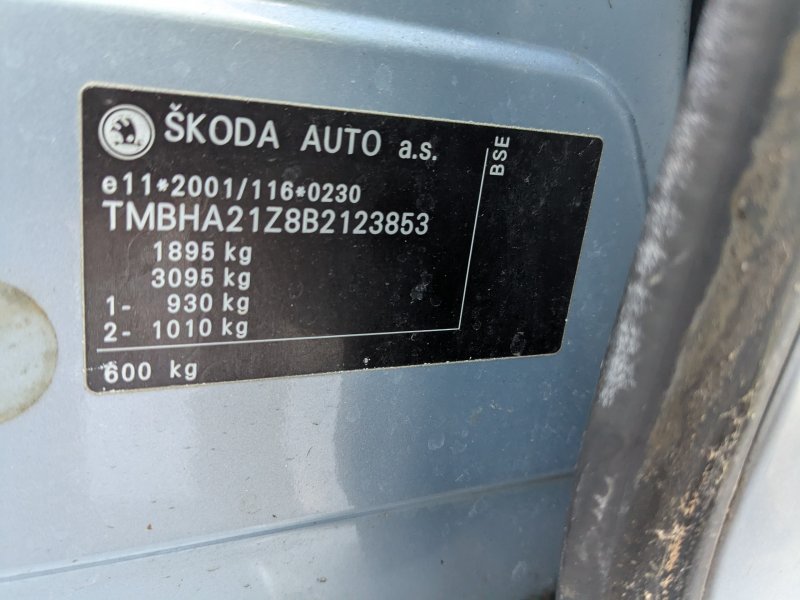 ŠKODA AUTO a.s.
BSE
e11*2001/116*0230
TMBHA21Z8B2123853
1895 kg
3095 kg
1- 930 kg
2- 1010 kg
600 kg